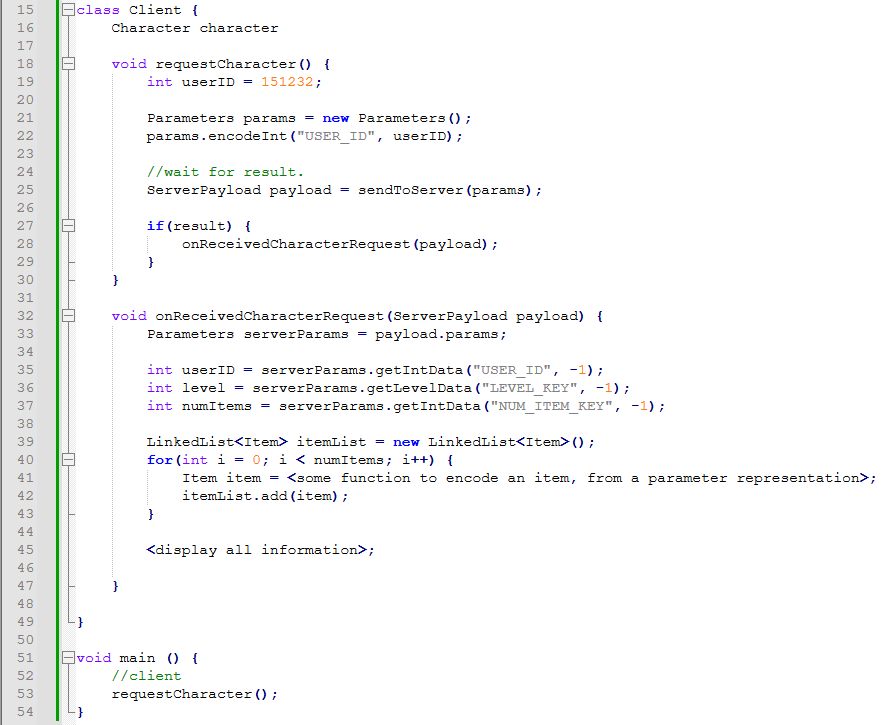 15 class Client {
16 Character character
17
18 void requestCharacter() {
19 int userID = 151232;
20
21 Parameters params = new Parameters();
22 params.encodeInt("USER_ID", userID);
23
24 //wait for result.
25 ServerPayload payload = sendToServer(params);
26
27 if(result) {
28 onReceivedCharacterRequest(payload);
29 }
30 }
31
32 void onReceivedCharacterRequest(ServerPayload payload) {
33 Parameters serverParams = payload.params;
34
35 int userID = serverParams.getIntData("USER_ID", -1);
36 int level = serverParams.getLevelData("LEVEL_KEY", -1);
37 int numItems = serverParams.getIntData("NUM_ITEM_KEY", -1);
38
39 LinkedList<Item> itemList = new LinkedList<Item>();
40 for(int i = 0; i < numItems; i++) {
41 Item item = <some function to encode an item, from a parameter representation>;
42 itemList.add(item);
43 }
44
45 <display all information>;
46
47 }
48
49 }
50
51 void main () {
52 //client
53 requestCharacter();
54 }